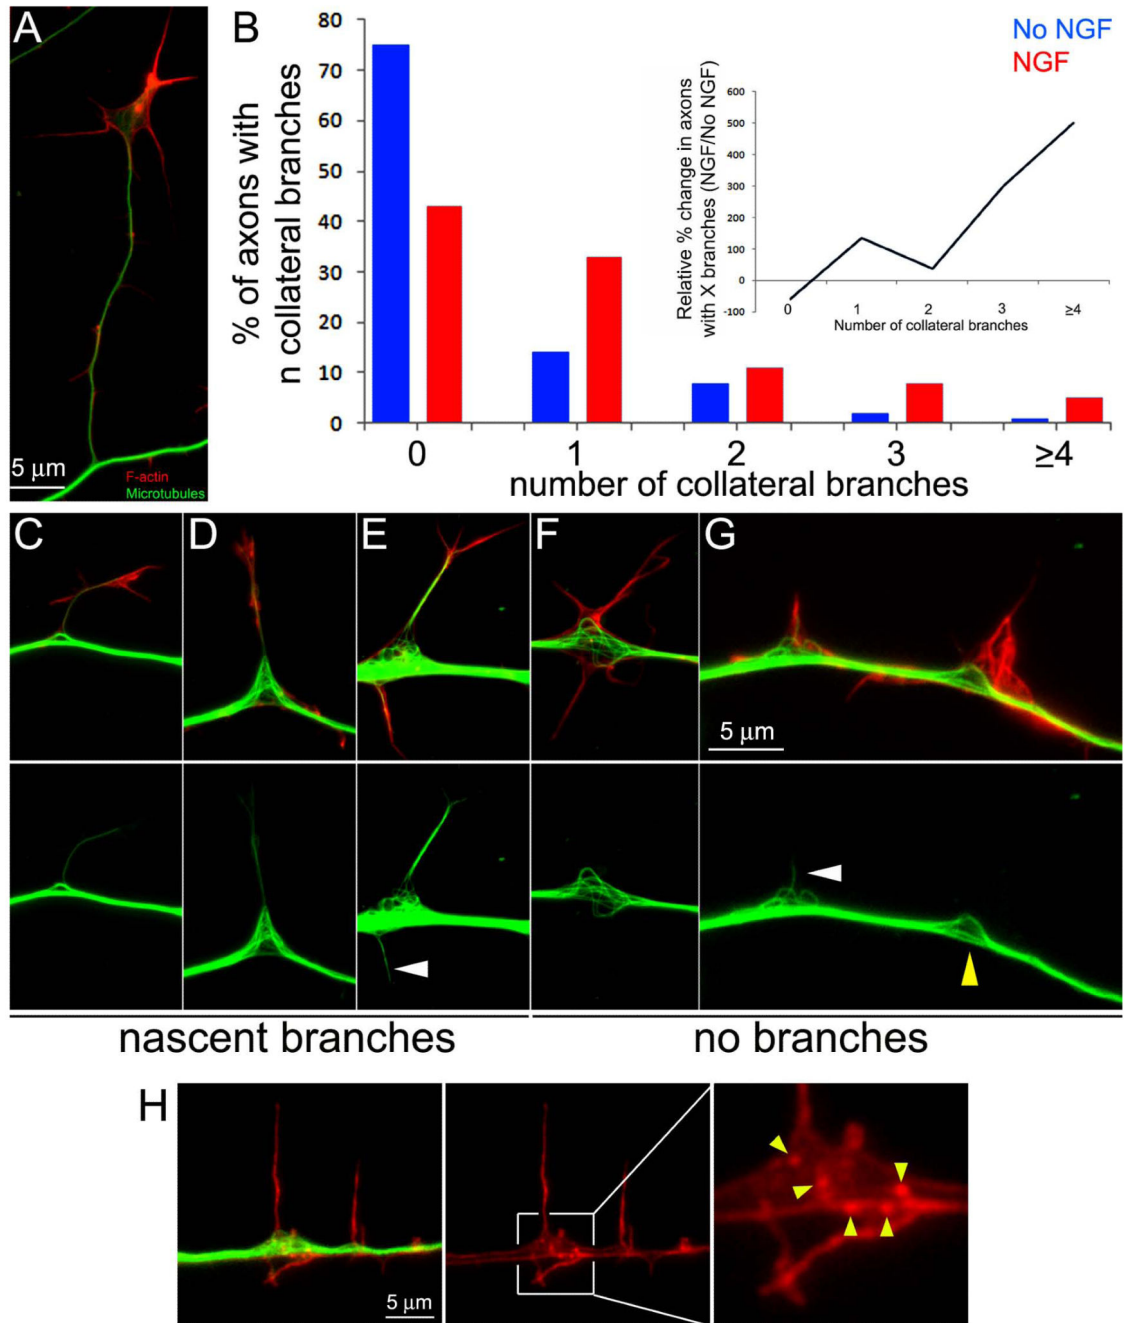 A
5 μm
F-actin
Microtubules
B
No NGF
NGF
% of axons with
n collateral branches
80
70
60
50
40
30
20
10
0
0 1 2 3 ≥4
number of collateral branches
Relative % change in axons
with X branches (NGF/No NGF)
600
500
400
300
200
100
0
-100
0 1 2 3 ≥4
Number of collateral branches
C D E F G
5 μm
nascent branches no branches
H
5 μm